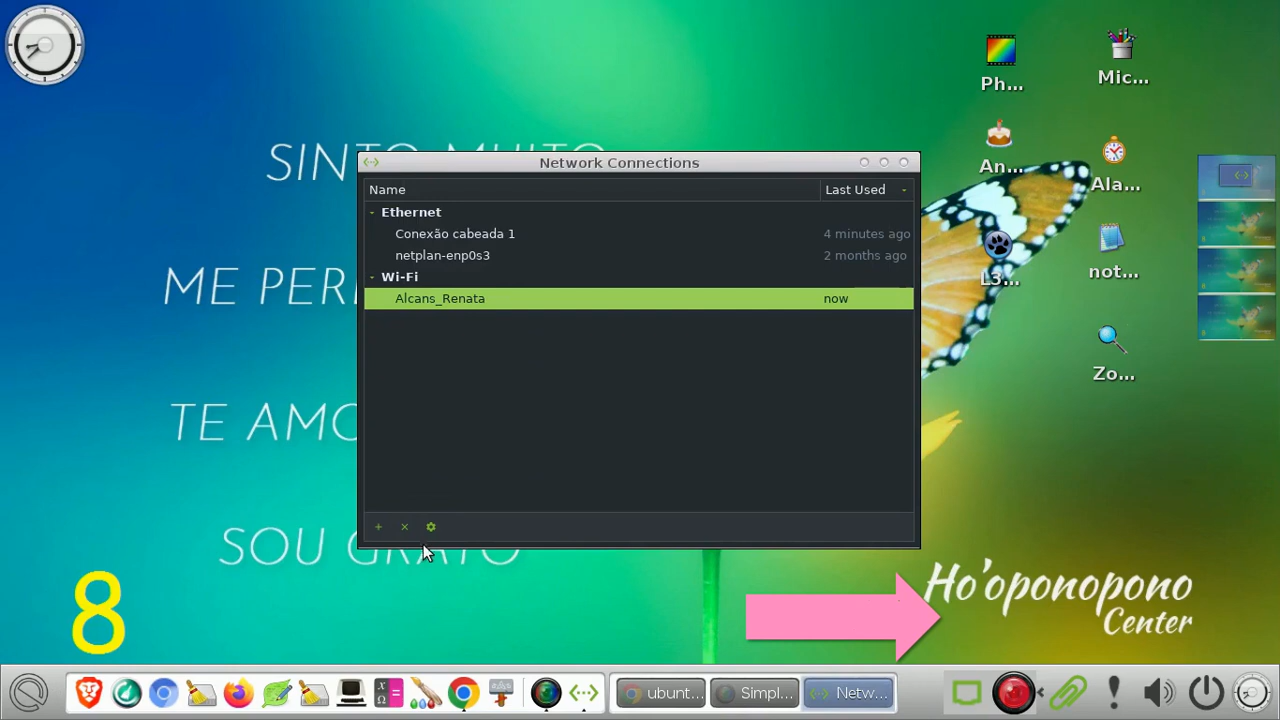 SINTO MUITO
Ph...
Mic...
Network Connections
An...
Ala...
Name
Last Used
Ethernet
Conexão cabeada 1
4 minutes ago
netplan-enp0s3
2 months ago
L3...
not...
ME PER
Wi-Fi
Alcans_Renata
now
Zo...
TE AMO
SOU GRATO
8
Ho'oponopono
Center
ubunt...
Simpl...
Netw...